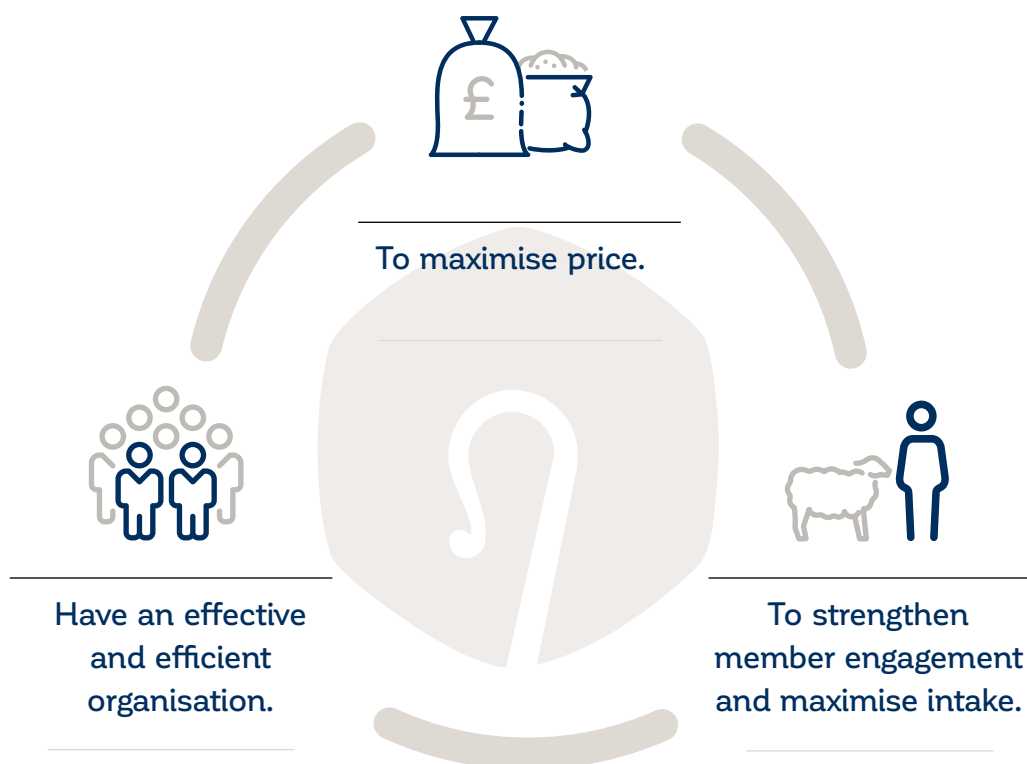 £
To maximise price.
Have an effective
and efficient
organisation.
To strengthen
member engagement
and maximise intake.